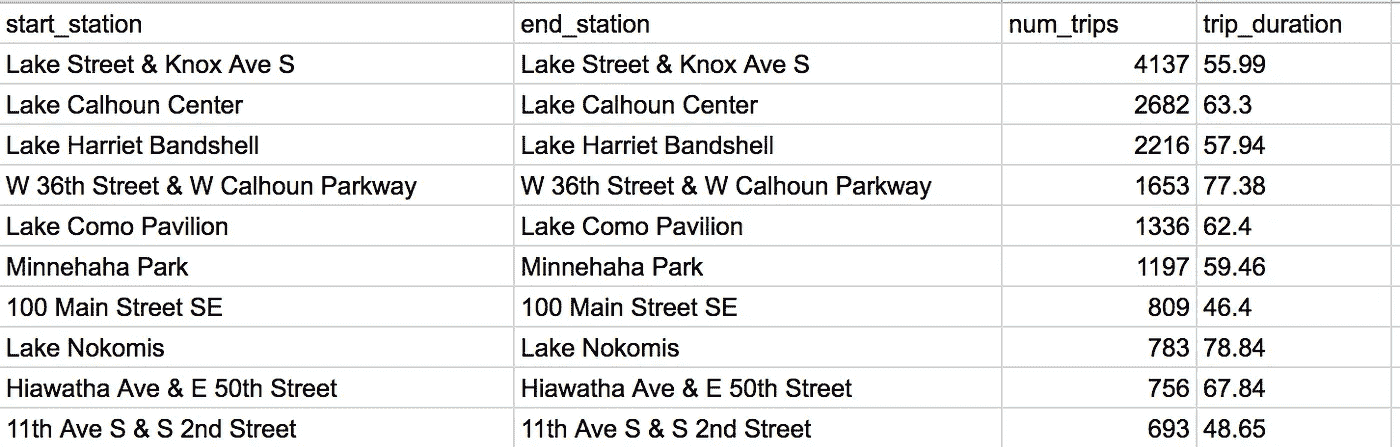 start_station end_station num_trips trip_duration
Lake Street & Knox Ave S Lake Street & Knox Ave S 4137 55.99
Lake Calhoun Center Lake Calhoun Center 2682 63.3
Lake Harriet Bandshell Lake Harriet Bandshell 2216 57.94
W 36th Street & W Calhoun Parkway W 36th Street & W Calhoun Parkway 1653 77.38
Lake Como Pavilion Lake Como Pavilion 1336 62.4
Minnehaha Park Minnehaha Park 1197 59.46
100 Main Street SE 100 Main Street SE 809 46.4
Lake Nokomis Lake Nokomis 783 78.84
Hiawatha Ave & E 50th Street Hiawatha Ave & E 50th Street 756 67.84
11th Ave S & S 2nd Street 11th Ave S & S 2nd Street 693 48.65